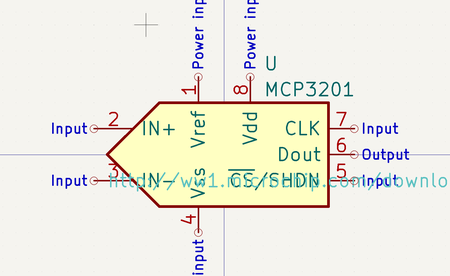 Power inp
Power inp
U
MCP3201
1
8
Input 2 IN+ Vref Vdd CLK 7 Input
Dout 6 Output
Input 3 IN- Vss CS/SHDN 5 Input
http://ww1.microchip.com/downlo
4
input